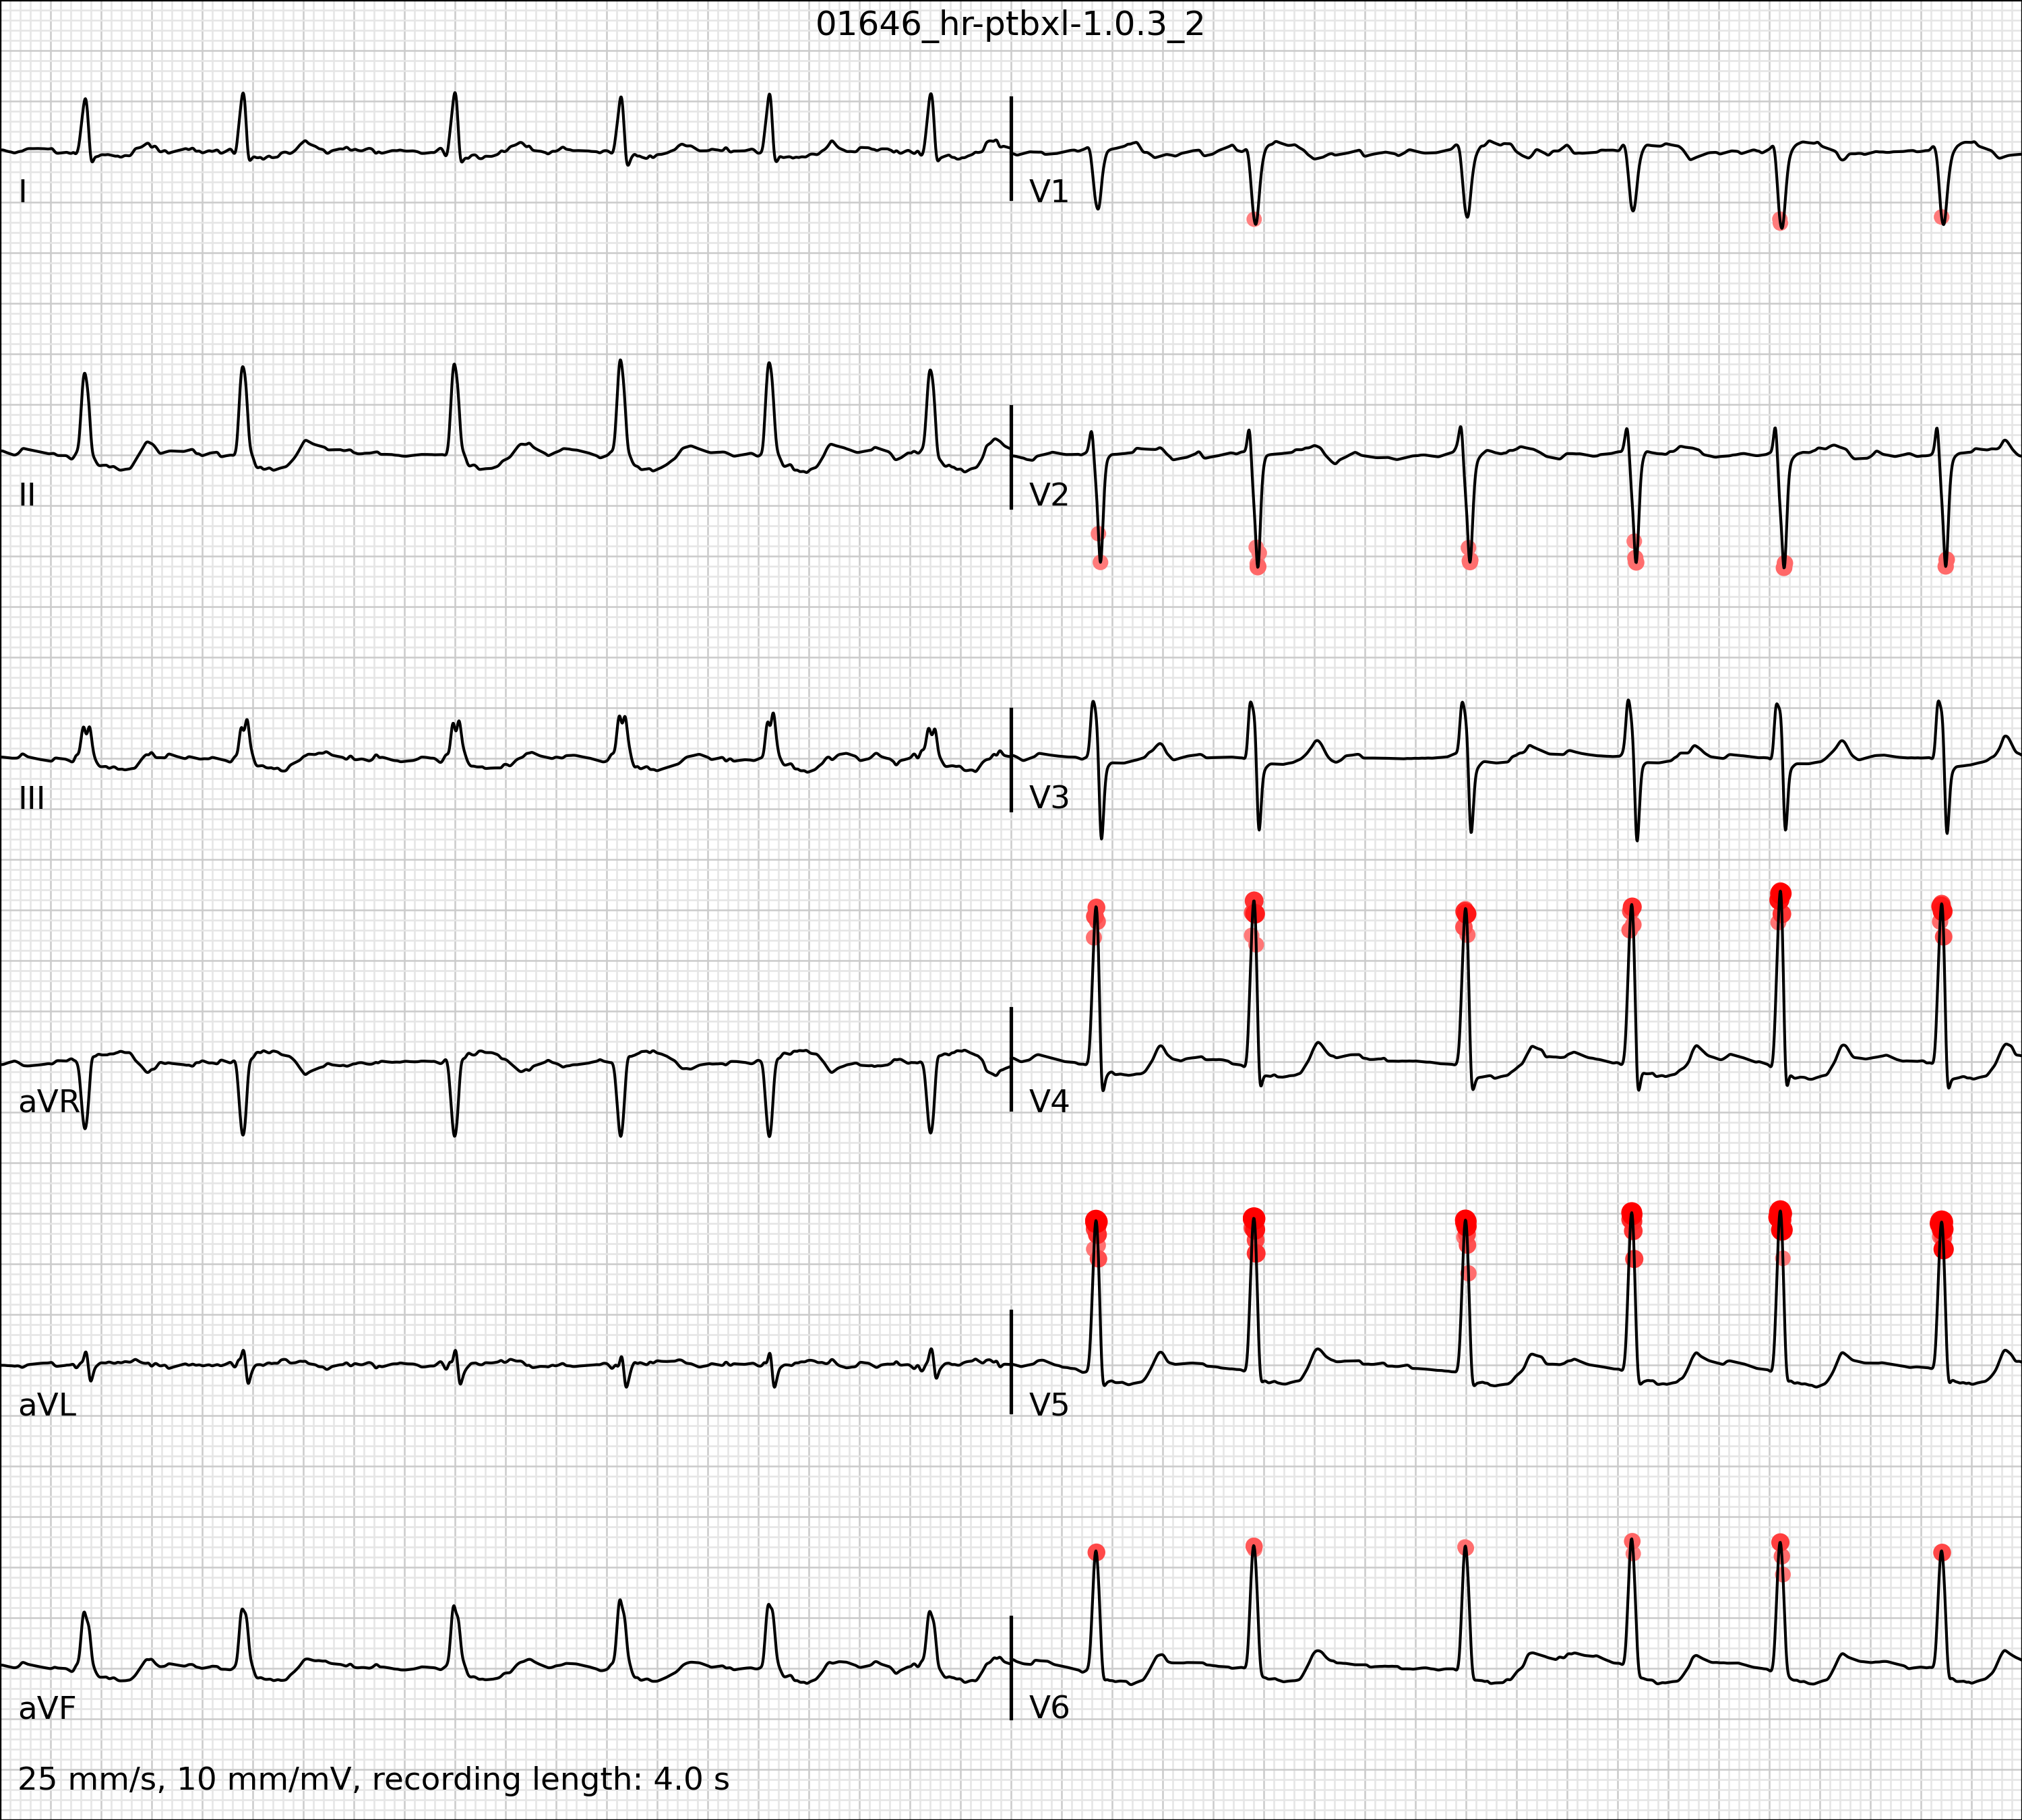 01646_hr-ptbxl-1.0.3_2
I
V1
II
V2
III
V3
aVR
V4
aVL
V5
aVF
V6
25 mm/s, 10 mm/mV, recording length: 4.0 s